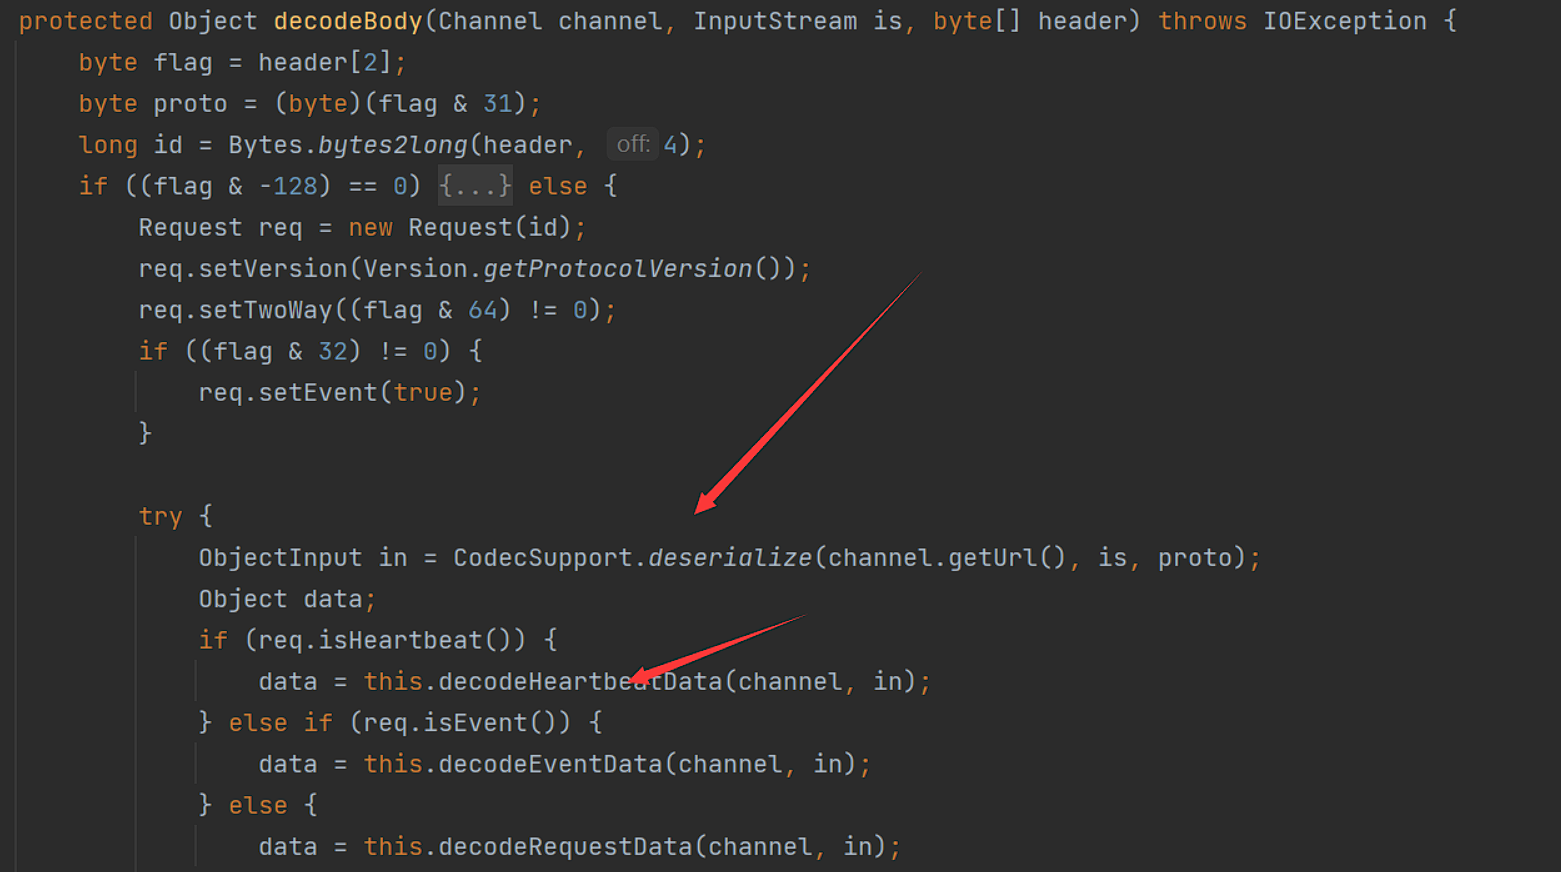 protected Object decodeBody(Channel channel, InputStream is, byte[] header) throws IOException {
byte flag = header[2];
byte proto = (byte)(flag & 31);
long id = Bytes.bytes2long(header, off: 4);
if ((flag & -128) == 0) {...} else {
Request req = new Request(id);
req.setVersion(Version.getProtocolVersion());
req.setTwoWay((flag & 64) != 0);
if ((flag & 32) != 0) {
req.setEvent(true);
}
try {
ObjectInput in = CodecSupport.deserialize(channel.getUrl(), is, proto);
Object data;
if (req.isHeartbeat()) {
data = this.decodeHeartbeatData(channel, in);
} else if (req.isEvent()) {
data = this.decodeEventData(channel, in);
} else {
data = this.decodeRequestData(channel, in);